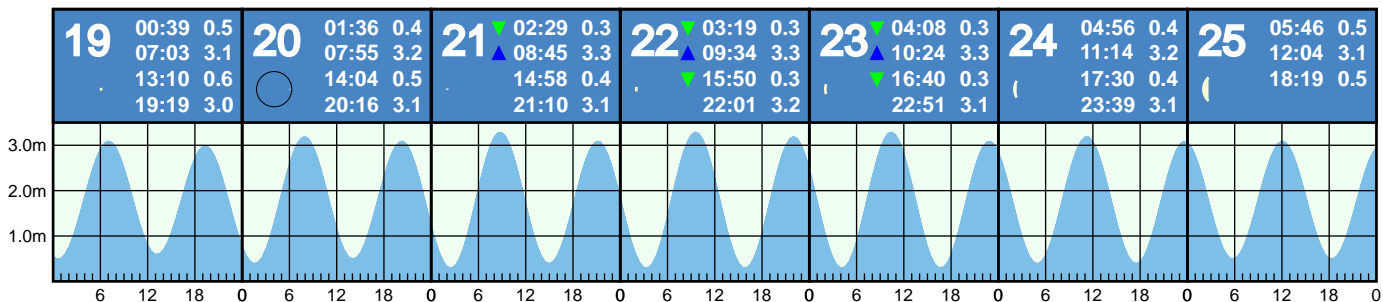 19 00:39 0.5
07:03 3.1
13:10 0.6
19:19 3.0
20 01:36 0.4
07:55 3.2
14:04 0.5
20:16 3.1
21 ▼ 02:29 0.3
▲ 08:45 3.3
14:58 0.4
21:10 3.1
22 ▼ 03:19 0.3
▲ 09:34 3.3
▼ 15:50 0.3
22:01 3.2
23 ▼ 04:08 0.3
▲ 10:24 3.3
▼ 16:40 0.3
22:51 3.1
24 04:56 0.4
11:14 3.2
17:30 0.4
23:39 3.1
25 05:46 0.5
12:04 3.1
18:19 0.5
3.0m
2.0m
1.0m
6 12 18 0 6 12 18 0 6 12 18 0 6 12 18 0 6 12 18 0 6 12 18 0 6 12 18 0